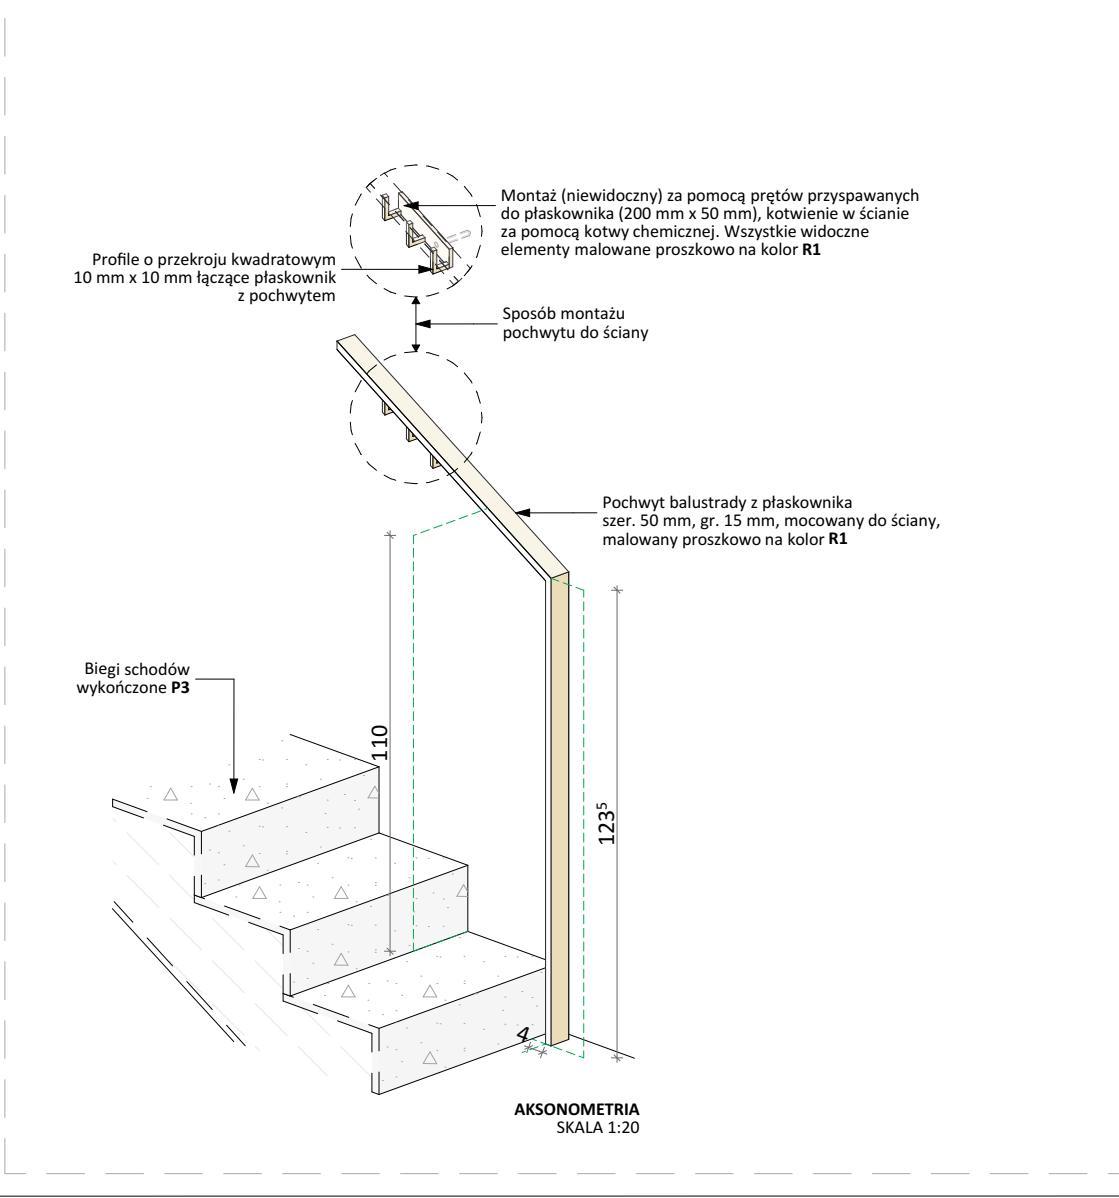 Montaż (niewidoczny) za pomocą prętów przyspawanych
do płaskownika (200 mm x 50 mm), kotwienie w ścianie
za pomocą kotwy chemicznej. Wszystkie widoczne
elementy malowane proszkowo na kolor R1
Profile o przekroju kwadratowym
10 mm x 10 mm łączące płaskownik
z pochwytem
Sposób montażu
pochwytu do ściany
Pochwyt balustrady z płaskownika
szer. 50 mm, gr. 15 mm, mocowany do ściany,
malowany proszkowo na kolor R1
Biegi schodów
wykończone P3
110
123⁵
4
AKSONOMETRIA
SKALA 1:20